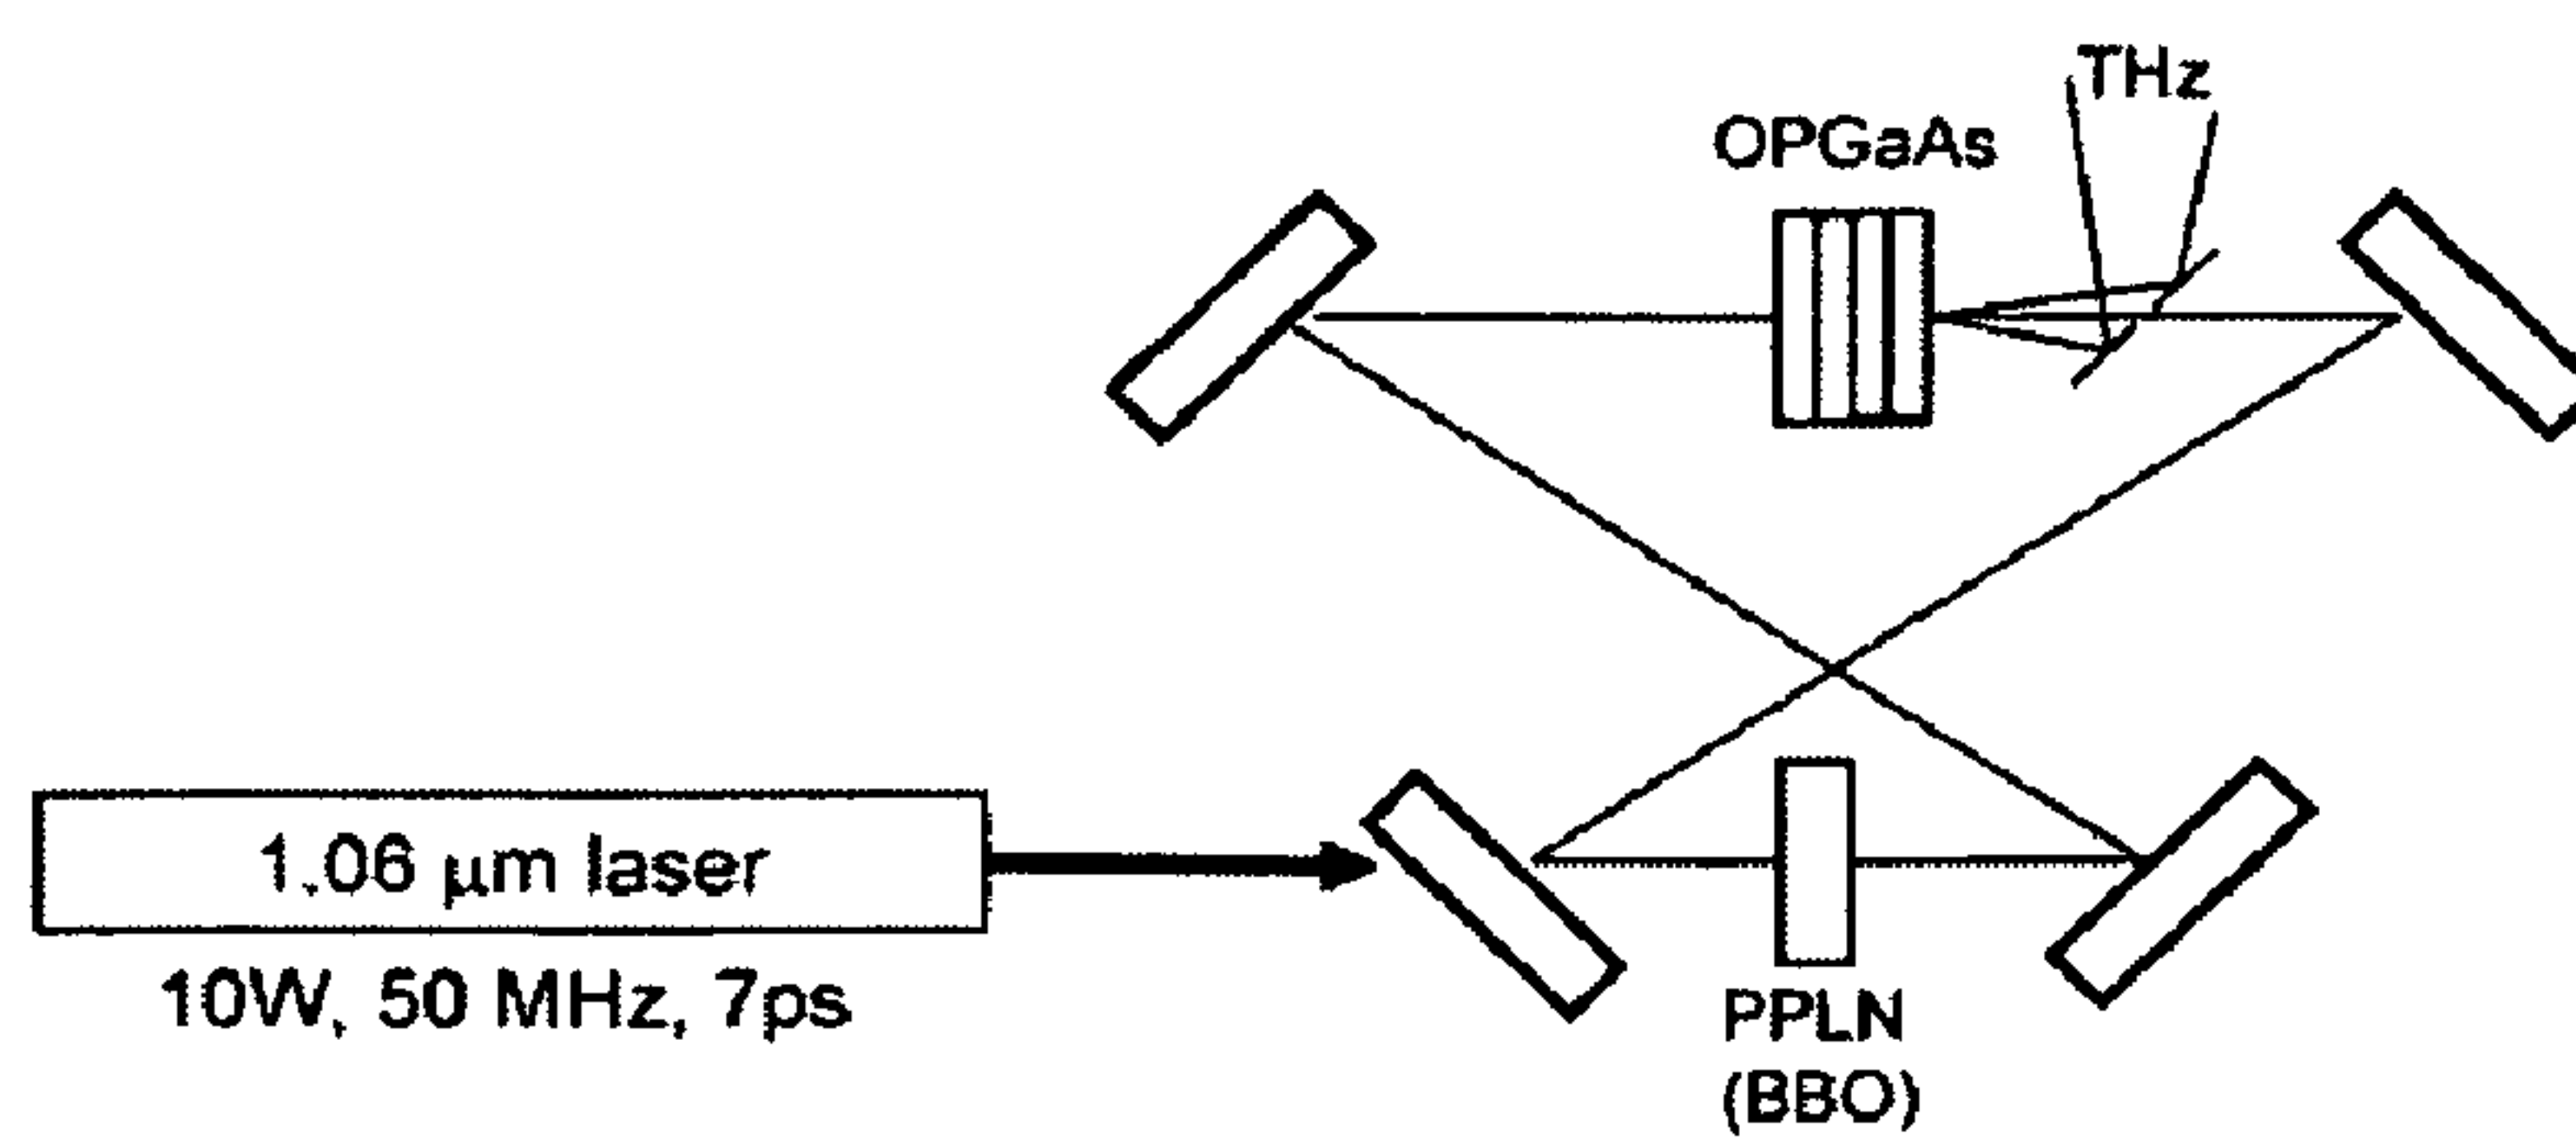 THz
OPGaAs
1.06 μm laser
10W, 50 MHz, 7ps
PPLN
(BBO)